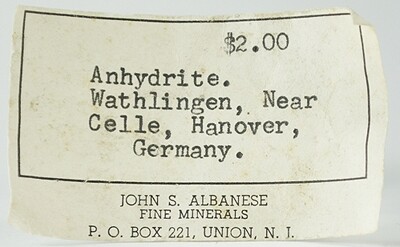 $2.00
Anhydrite.
Wathlingen, Near
Celle, Hanover,
Germany.
JOHN S. ALBANESE
FINE MINERALS
P. O. BOX 221, UNION, N. J.